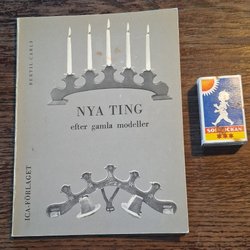 BERTIL CARLS
NYA TING
efter gamla modeller
ICA-FÖRLAGET
SOLSTICKAN